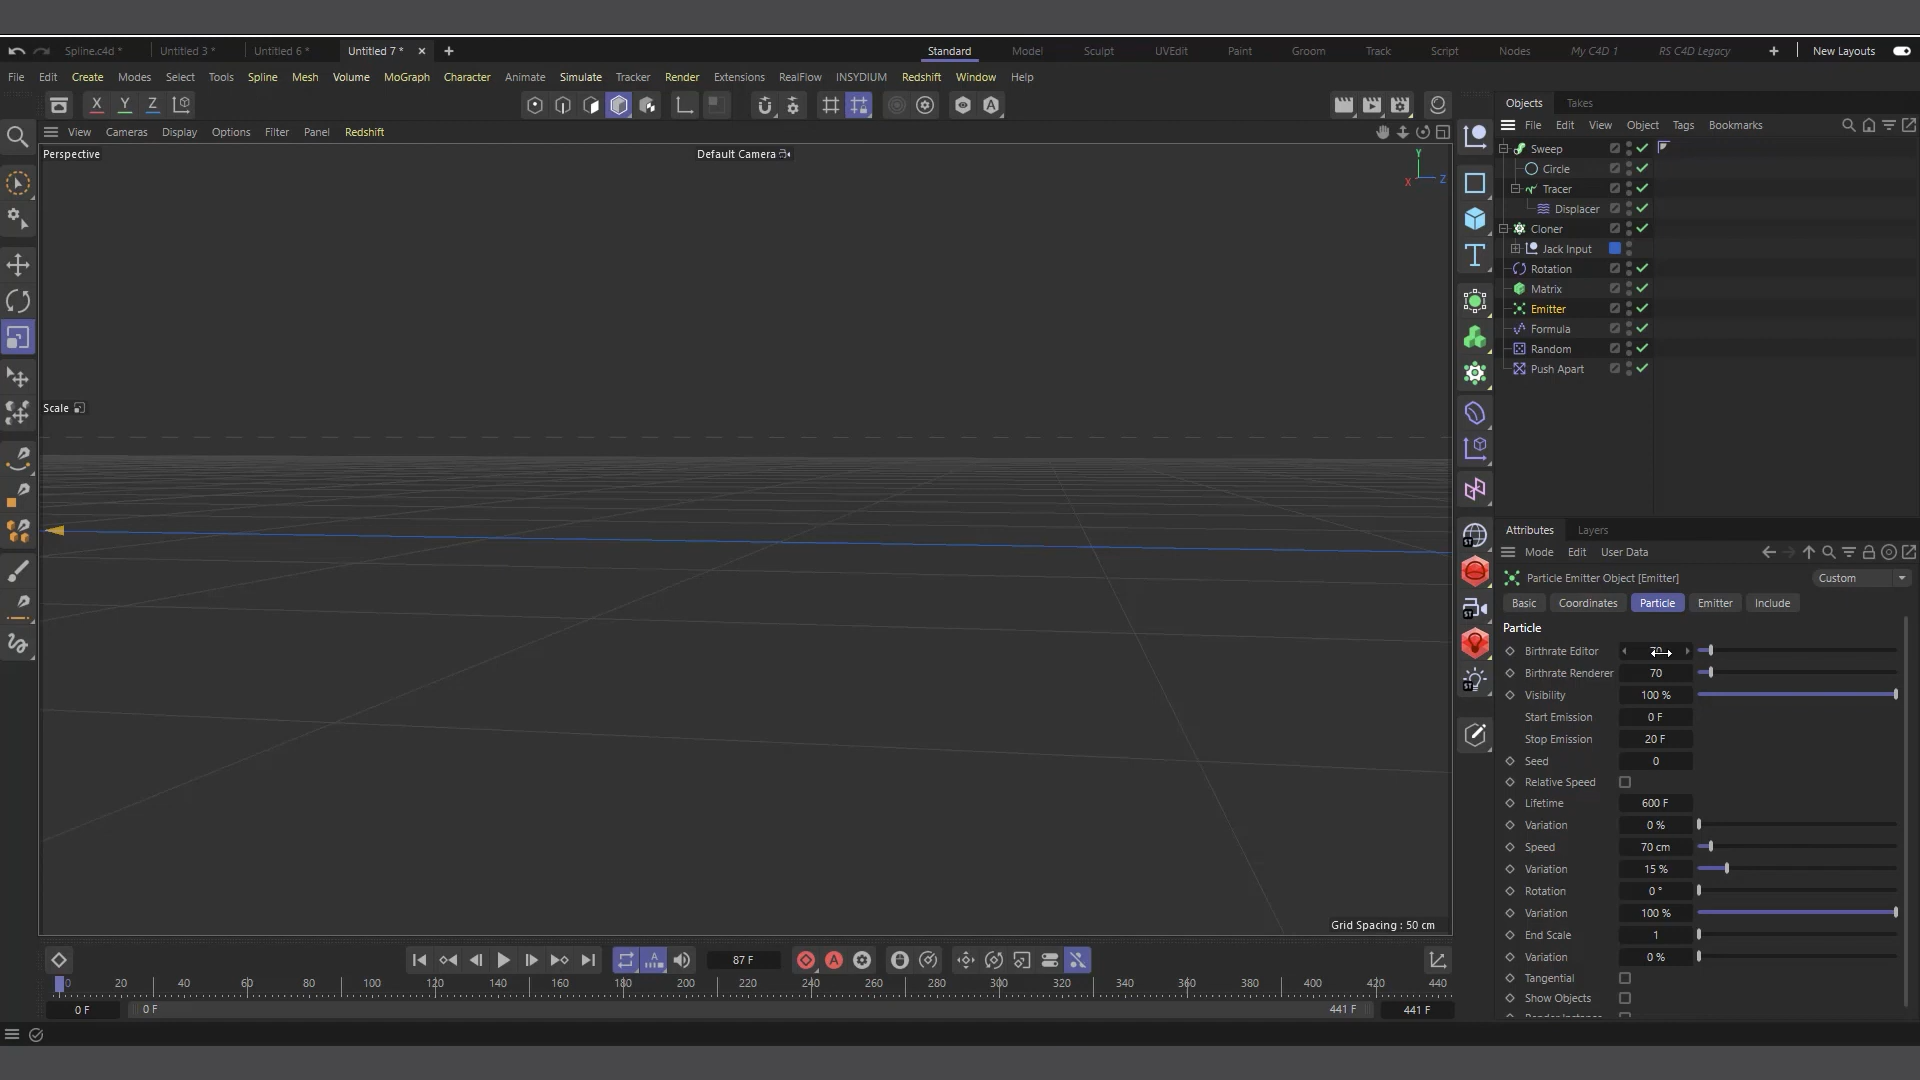 Spline.c4d *
Untitled 3 *
Untitled 6 *
Untitled 7 *
Standard
Model
Sculpt
UVEdit
Paint
Groom
Track
Script
Nodes
My C4D 1
RS C4D Legacy
New Layouts
File Edit Create Modes Select Tools Spline Mesh Volume MoGraph Character Animate Simulate Tracker Render Extensions RealFlow INSYDIUM Redshift Window Help
X Y Z
View Cameras Display Options Filter Panel Redshift
Perspective
Default Camera
Y
X
Z
Scale
Grid Spacing : 50 cm
Objects Takes
File Edit View Object Tags Bookmarks
Sweep
Circle
Tracer
Displacer
Cloner
Jack Input
Rotation
Matrix
Emitter
Formula
Random
Push Apart
Attributes Layers
Mode Edit User Data
Particle Emitter Object [Emitter]
Custom
Basic Coordinates Particle Emitter Include
Particle
Birthrate Editor
Birthrate Renderer 70
Visibility 100 %
Start Emission 0 F
Stop Emission 20 F
Seed 0
Relative Speed
Lifetime 600 F
Variation 0 %
Speed 70 cm
Variation 15 %
Rotation 0 °
Variation 100 %
End Scale 1
Variation 0 %
Tangential
Show Objects
87 F
0 20 40 60 80 100 120 140 160 180 200 220 240 260 280 300 320 340 360 380 400 420 440
0 F
0 F
441 F
441 F